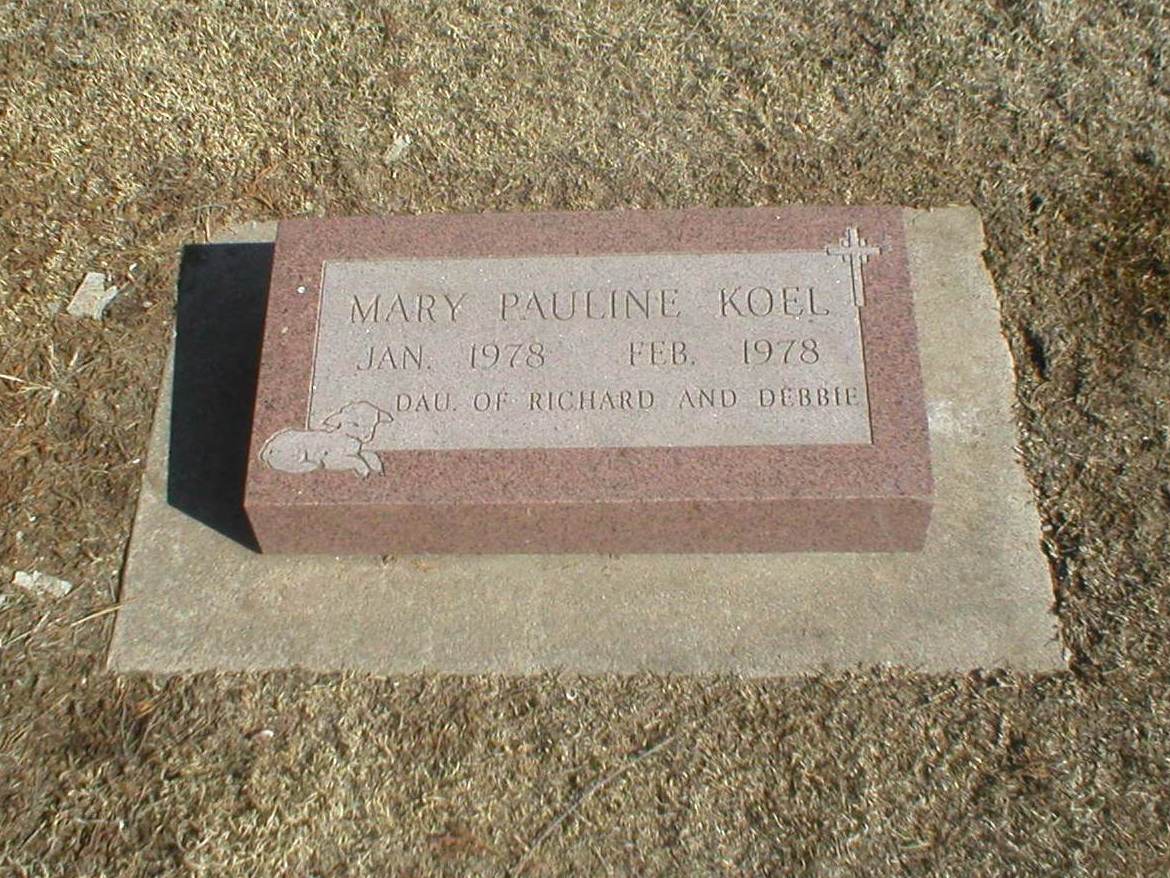 MARY PAULINE KOEL
JAN. 1978 FEB. 1978
DAU. OF RICHARD AND DEBBIE